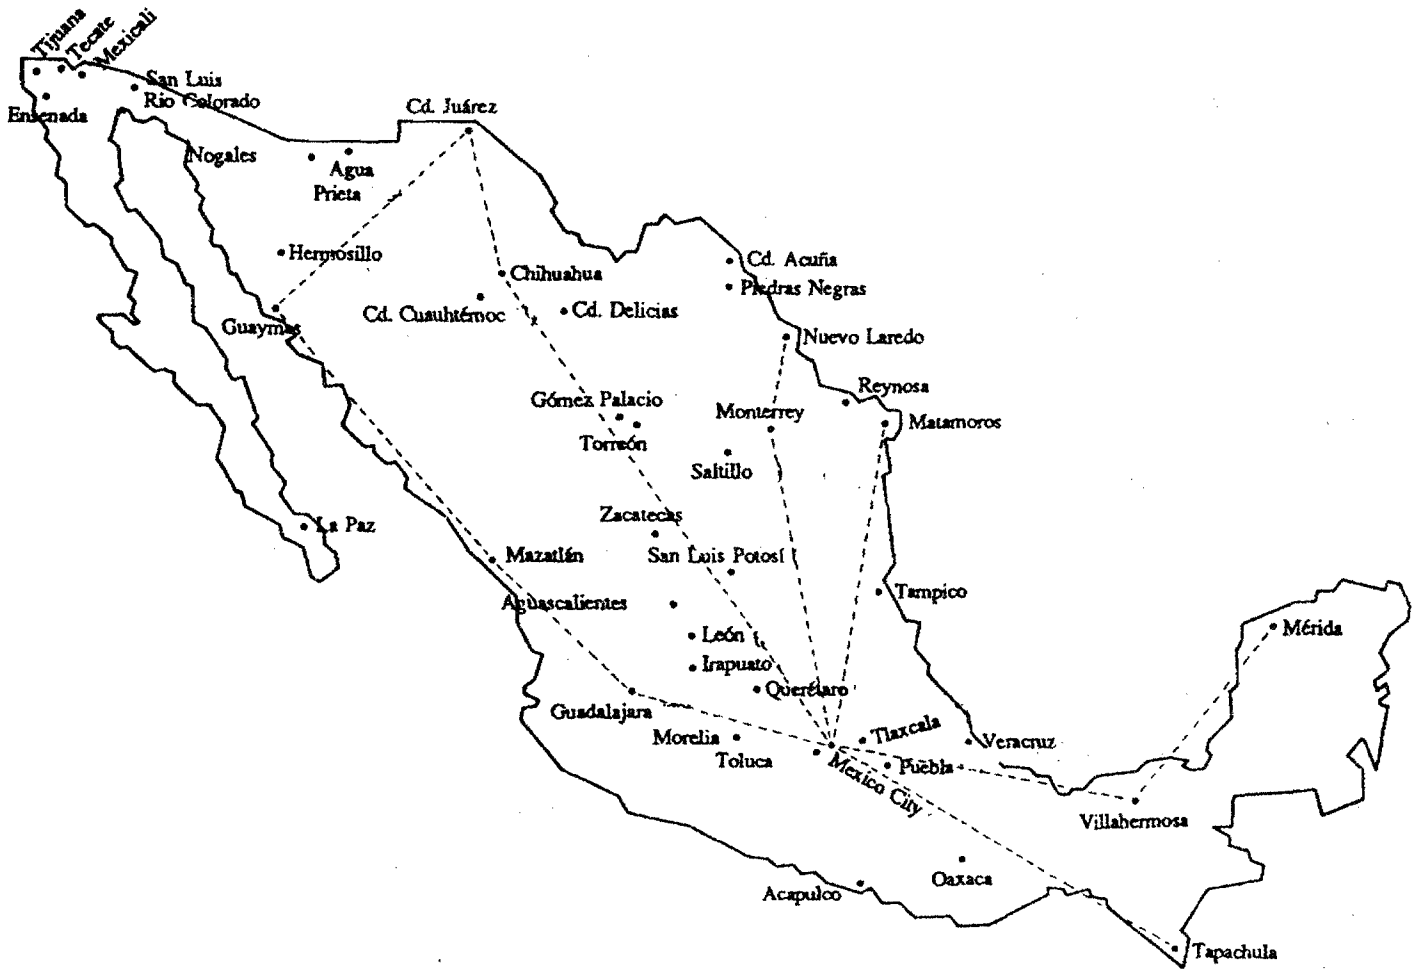 Tijuana
Tecate
Mexicali
San Luis
Rio Colorado
Ensenada
Cd. Juárez
Nogales
Agua
Prieta
Hermosillo
Chihuahua
Cd. Acuña
Piedras Negras
Guaymas
Cd. Cuauhtémoc
Cd. Delicias
Nuevo Laredo
Reynosa
Gómez Palacio
Monterrey
Matamoros
Torreón
Saltillo
La Paz
Zacatecas
Mazatlán
San Luis Potosí
Aguascalientes
Tampico
León
Irapuato
Mérida
Querétaro
Guadalajara
Morelia
Tlaxcala
Veracruz
Toluca
Mexico City
Puebla
Villahermosa
Oaxaca
Acapulco
Tapachula